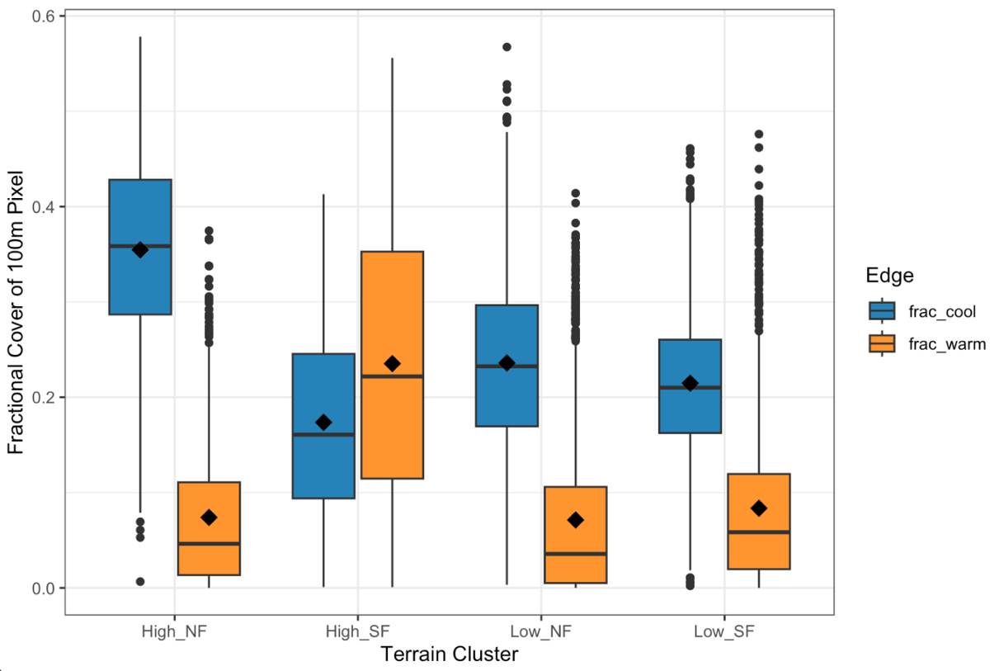 Fractional Cover of 100m Pixel
0.6
0.4
0.2
0.0
High_NF
High_SF
Low_NF
Low_SF
Terrain Cluster
Edge
frac_cool
frac_warm